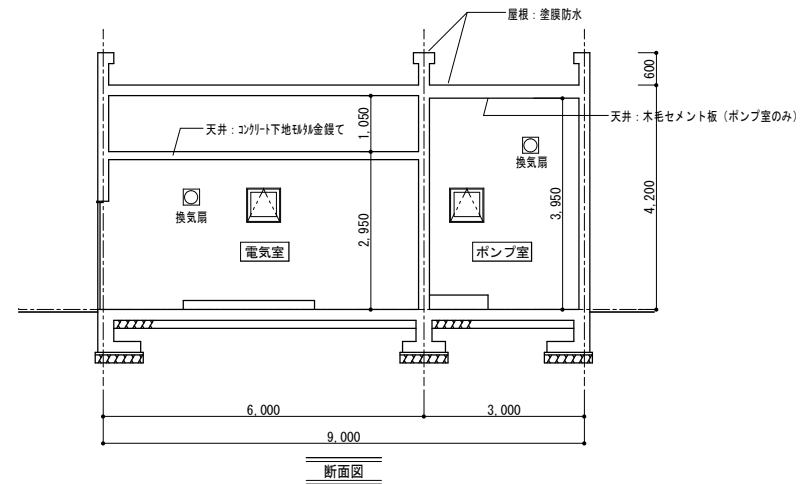 屋根：塗膜防水
600
天井：木毛セメント板（ポンプ室のみ）
1,050
天井：コンクリート下地モルタル金鏝て
換気扇
換気扇
2,950
3,950
4,200
電気室
ポンプ室
6,000
3,000
9,000
断面図